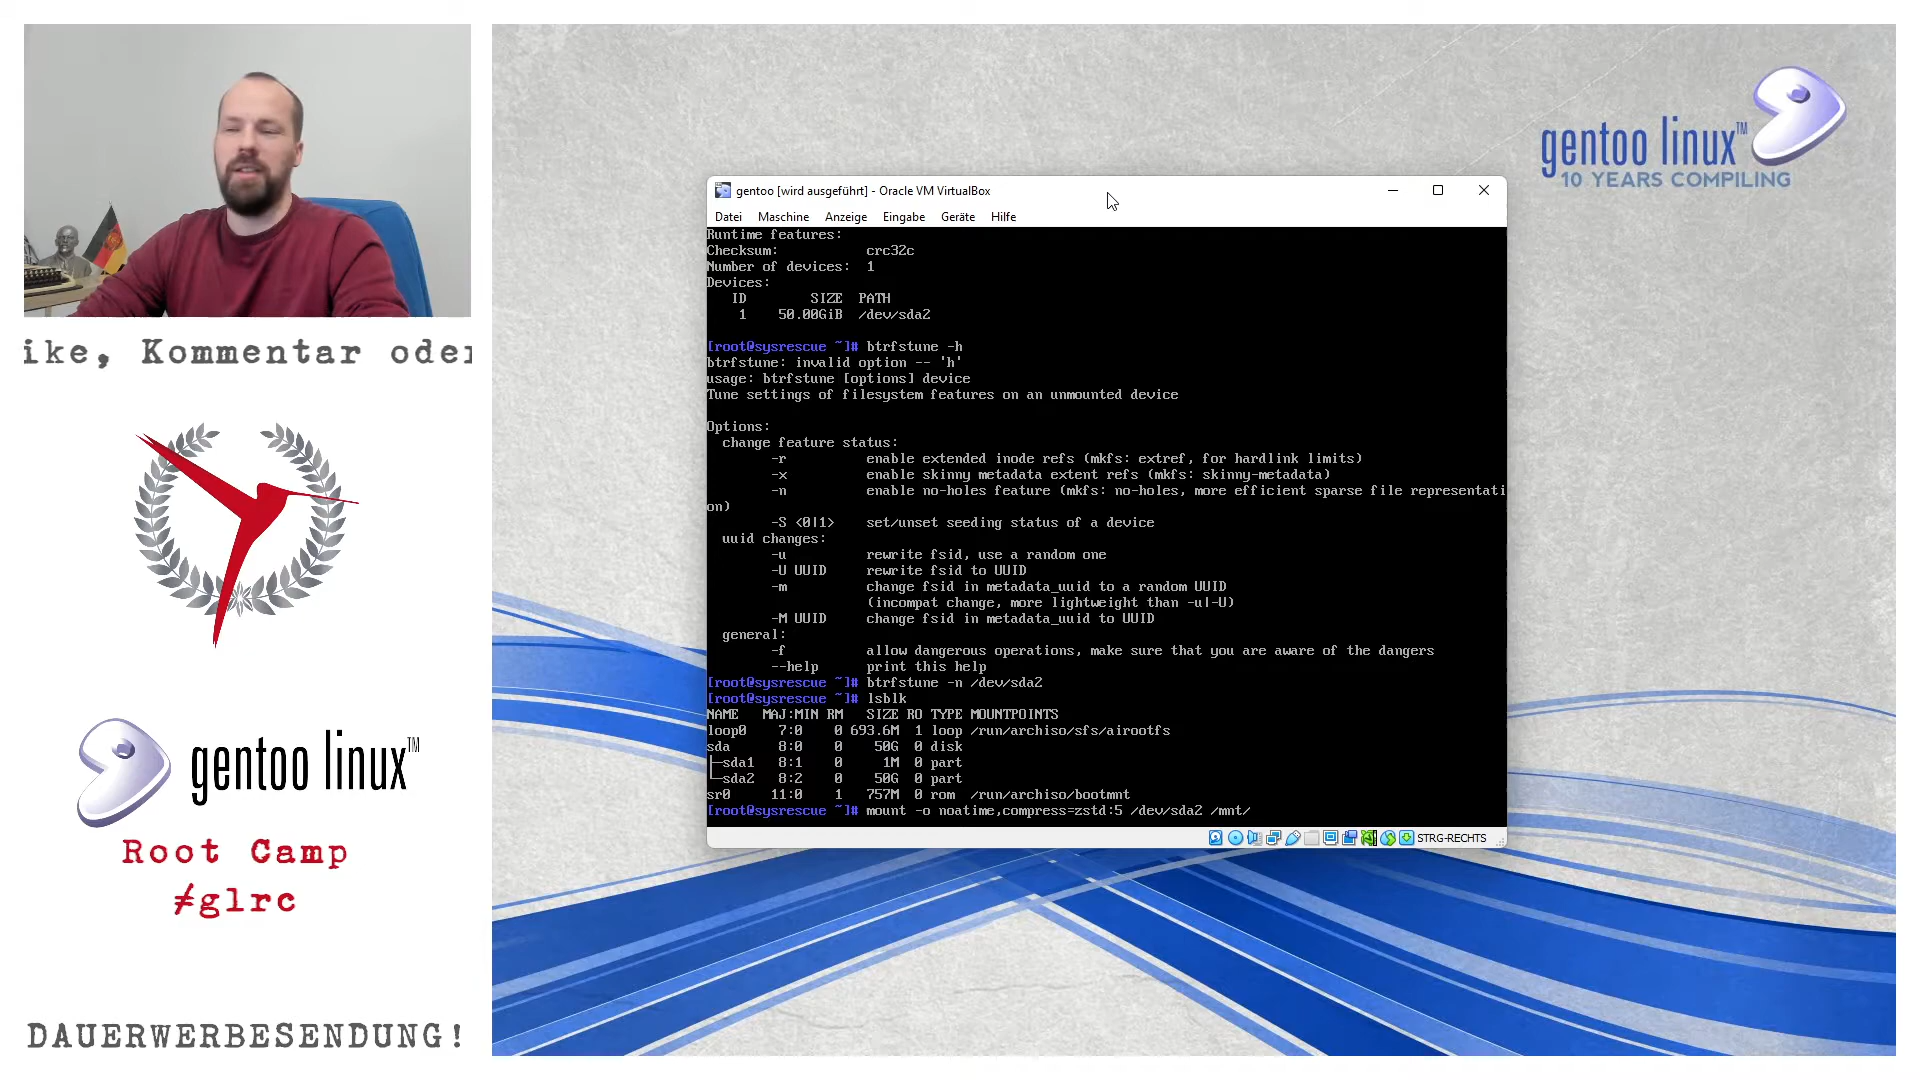 ike, Kommentar oder
gentoo linux™
Root Camp
#glrc
DAUERWERBESENDUNG!
gentoo linux™
10 YEARS COMPILING
gentoo [wird ausgeführt] - Oracle VM VirtualBox
Datei Maschine Anzeige Eingabe Geräte Hilfe
Runtime features:
Checksum: crc32c
Number of devices: 1
Devices:
ID SIZE PATH
1 50.00GiB /dev/sda2
[root@sysrescue ~]# btrfstune -h
btrfstune: invalid option -- 'h'
usage: btrfstune [options] device
Tune settings of filesystem features on an unmounted device
Options:
change feature status:
-r enable extended inode refs (mkfs: extref, for hardlink limits)
-x enable skinny metadata extent refs (mkfs: skinny-metadata)
-n enable no-holes feature (mkfs: no-holes, more efficient sparse file representati
on)
-S <0|1> set/unset seeding status of a device
uuid changes:
-u rewrite fsid, use a random one
-U UUID rewrite fsid to UUID
-m change fsid in metadata_uuid to a random UUID
(incompat change, more lightweight than -u|-U)
-M UUID change fsid in metadata_uuid to UUID
general:
-f allow dangerous operations, make sure that you are aware of the dangers
--help print this help
[root@sysrescue ~]# btrfstune -n /dev/sda2
[root@sysrescue ~]# lsblk
NAME MAJ:MIN RM SIZE RO TYPE MOUNTPOINTS
loop0 7:0 0 693.6M 1 loop /run/archiso/sfs/airootfs
sda 8:0 0 50G 0 disk
├─sda1 8:1 0 1M 0 part
└─sda2 8:2 0 50G 0 part
sr0 11:0 1 757M 0 rom /run/archiso/bootmnt
[root@sysrescue ~]# mount -o noatime,compress=zstd:5 /dev/sda2 /mnt/
STRG-RECHTS